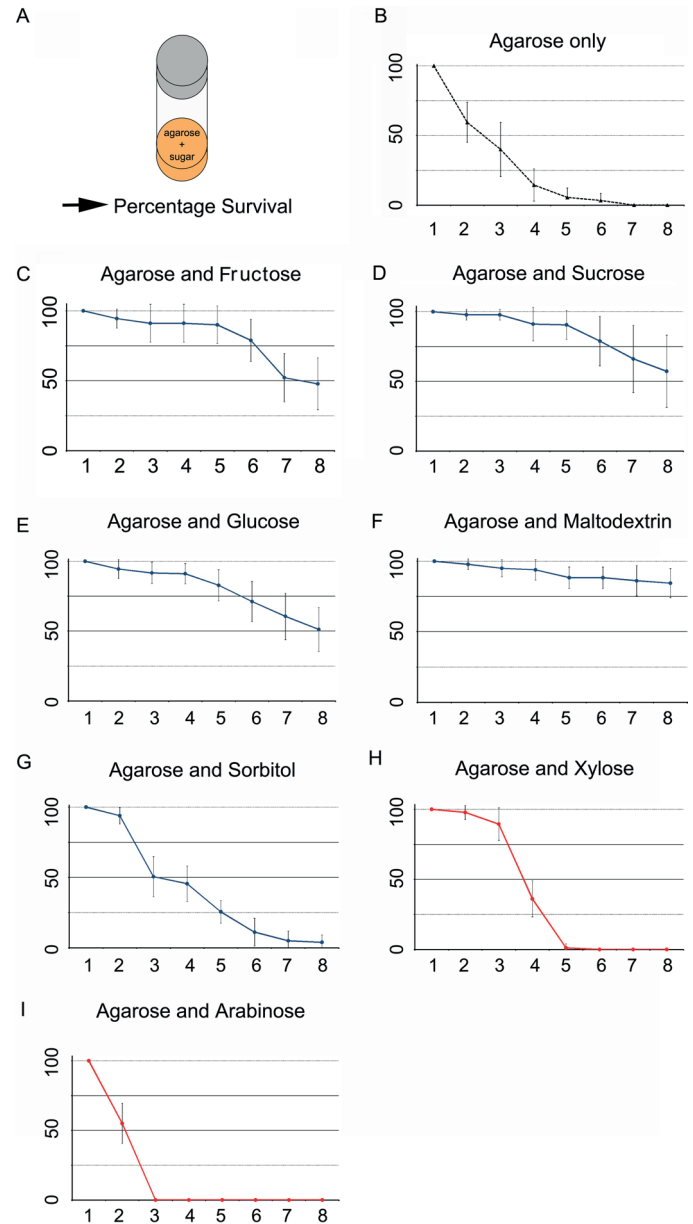 A
agarose
+
sugar
Percentage Survival
B
Agarose only
100
50
0
1 2 3 4 5 6 7 8
C
Agarose and Fructose
100
50
0
1 2 3 4 5 6 7 8
D
Agarose and Sucrose
100
50
0
1 2 3 4 5 6 7 8
E
Agarose and Glucose
100
50
0
1 2 3 4 5 6 7 8
F
Agarose and Maltodextrin
100
50
0
1 2 3 4 5 6 7 8
G
Agarose and Sorbitol
100
50
0
1 2 3 4 5 6 7 8
H
Agarose and Xylose
100
50
0
1 2 3 4 5 6 7 8
I
Agarose and Arabinose
100
50
0
1 2 3 4 5 6 7 8